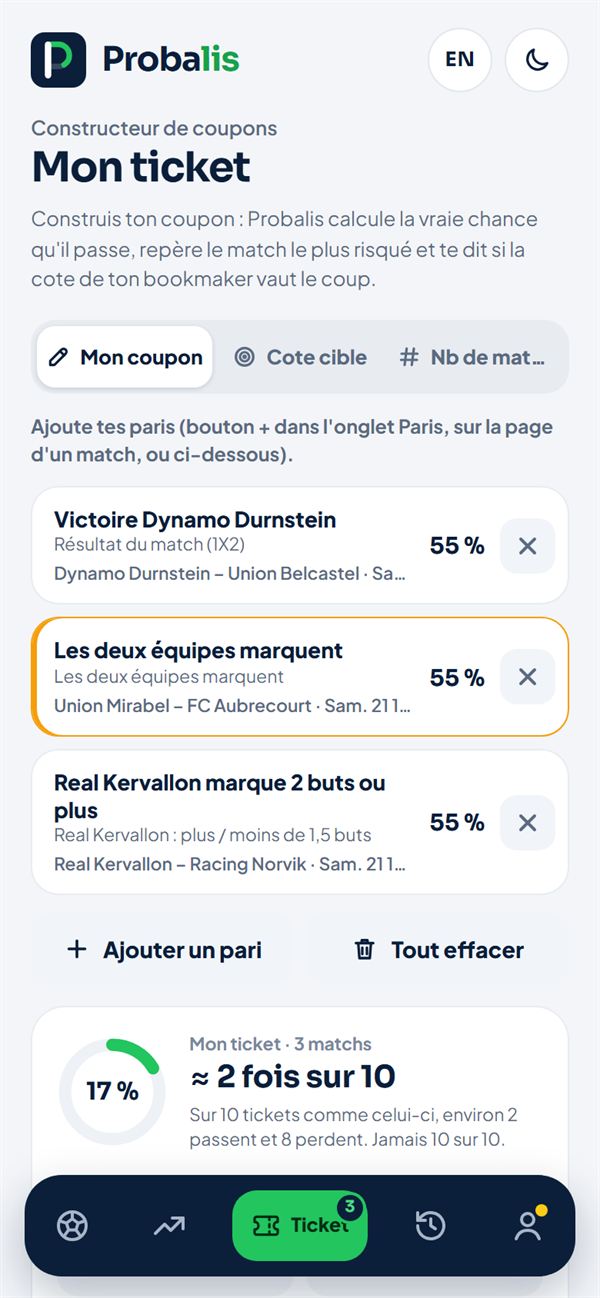 Probalis
EN
Constructeur de coupons
Mon ticket
Construis ton coupon : Probalis calcule la vraie chance
qu'il passe, repère le match le plus risqué et te dit si la
cote de ton bookmaker vaut le coup.
Mon coupon
Cote cible
Nb de mat...
Ajoute tes paris (bouton + dans l'onglet Paris, sur la page
d'un match, ou ci-dessous).
Victoire Dynamo Durnstein
Résultat du match (1X2)
Dynamo Durnstein – Union Belcastel · Sa...
55 %
Les deux équipes marquent
Les deux équipes marquent
Union Mirabel – FC Aubrecourt · Sam. 21 1...
55 %
Real Kervallon marque 2 buts ou
plus
Real Kervallon : plus / moins de 1,5 buts
Real Kervallon – Racing Norvik · Sam. 21 1...
55 %
Ajouter un pari
Tout effacer
17 %
Mon ticket · 3 matchs
≈ 2 fois sur 10
Sur 10 tickets comme celui-ci, environ 2
passent et 8 perdent. Jamais 10 sur 10.
Ticket
3